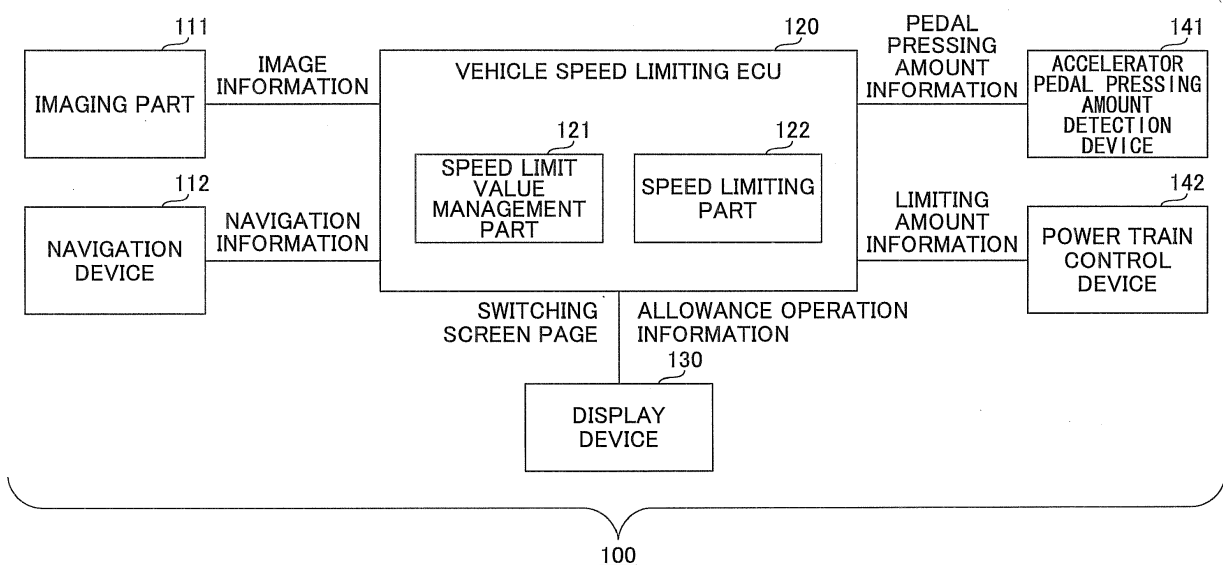 111
IMAGING PART
IMAGE
INFORMATION
112
NAVIGATION
DEVICE
NAVIGATION
INFORMATION
120
VEHICLE SPEED LIMITING ECU
121
SPEED LIMIT
VALUE
MANAGEMENT
PART
122
SPEED LIMITING
PART
PEDAL
PRESSING
AMOUNT
INFORMATION
141
ACCELERATOR
PEDAL PRESSING
AMOUNT
DETECTION
DEVICE
LIMITING
AMOUNT
INFORMATION
142
POWER TRAIN
CONTROL
DEVICE
SWITCHING
SCREEN PAGE
ALLOWANCE OPERATION
INFORMATION
130
DISPLAY
DEVICE
100